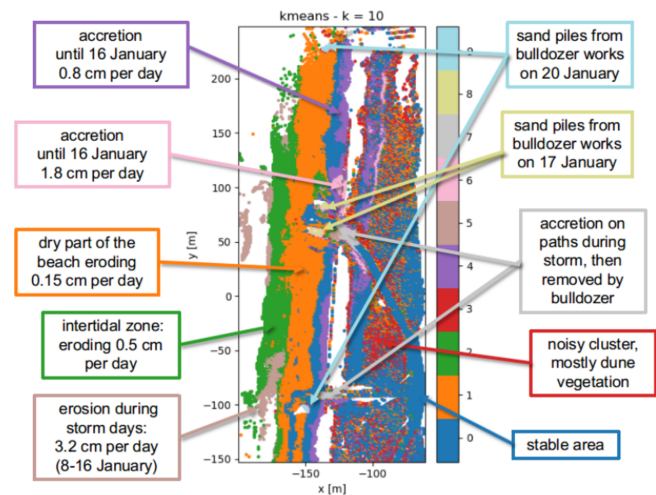 kmeans - k = 10
accretion
until 16 January
0.8 cm per day
accretion
until 16 January
1.8 cm per day
dry part of the
beach eroding
0.15 cm per day
intertidal zone:
eroding 0.5 cm
per day
erosion during
storm days:
3.2 cm per day
(8-16 January)
y [m]
200
150
100
50
0
−50
−100
−150
−150
−100
x [m]
9
8
7
6
5
4
3
2
1
0
sand piles from
bulldozer works
on 20 January
sand piles from
bulldozer works
on 17 January
accretion on
paths during
storm, then
removed by
bulldozer
noisy cluster,
mostly dune
vegetation
stable area